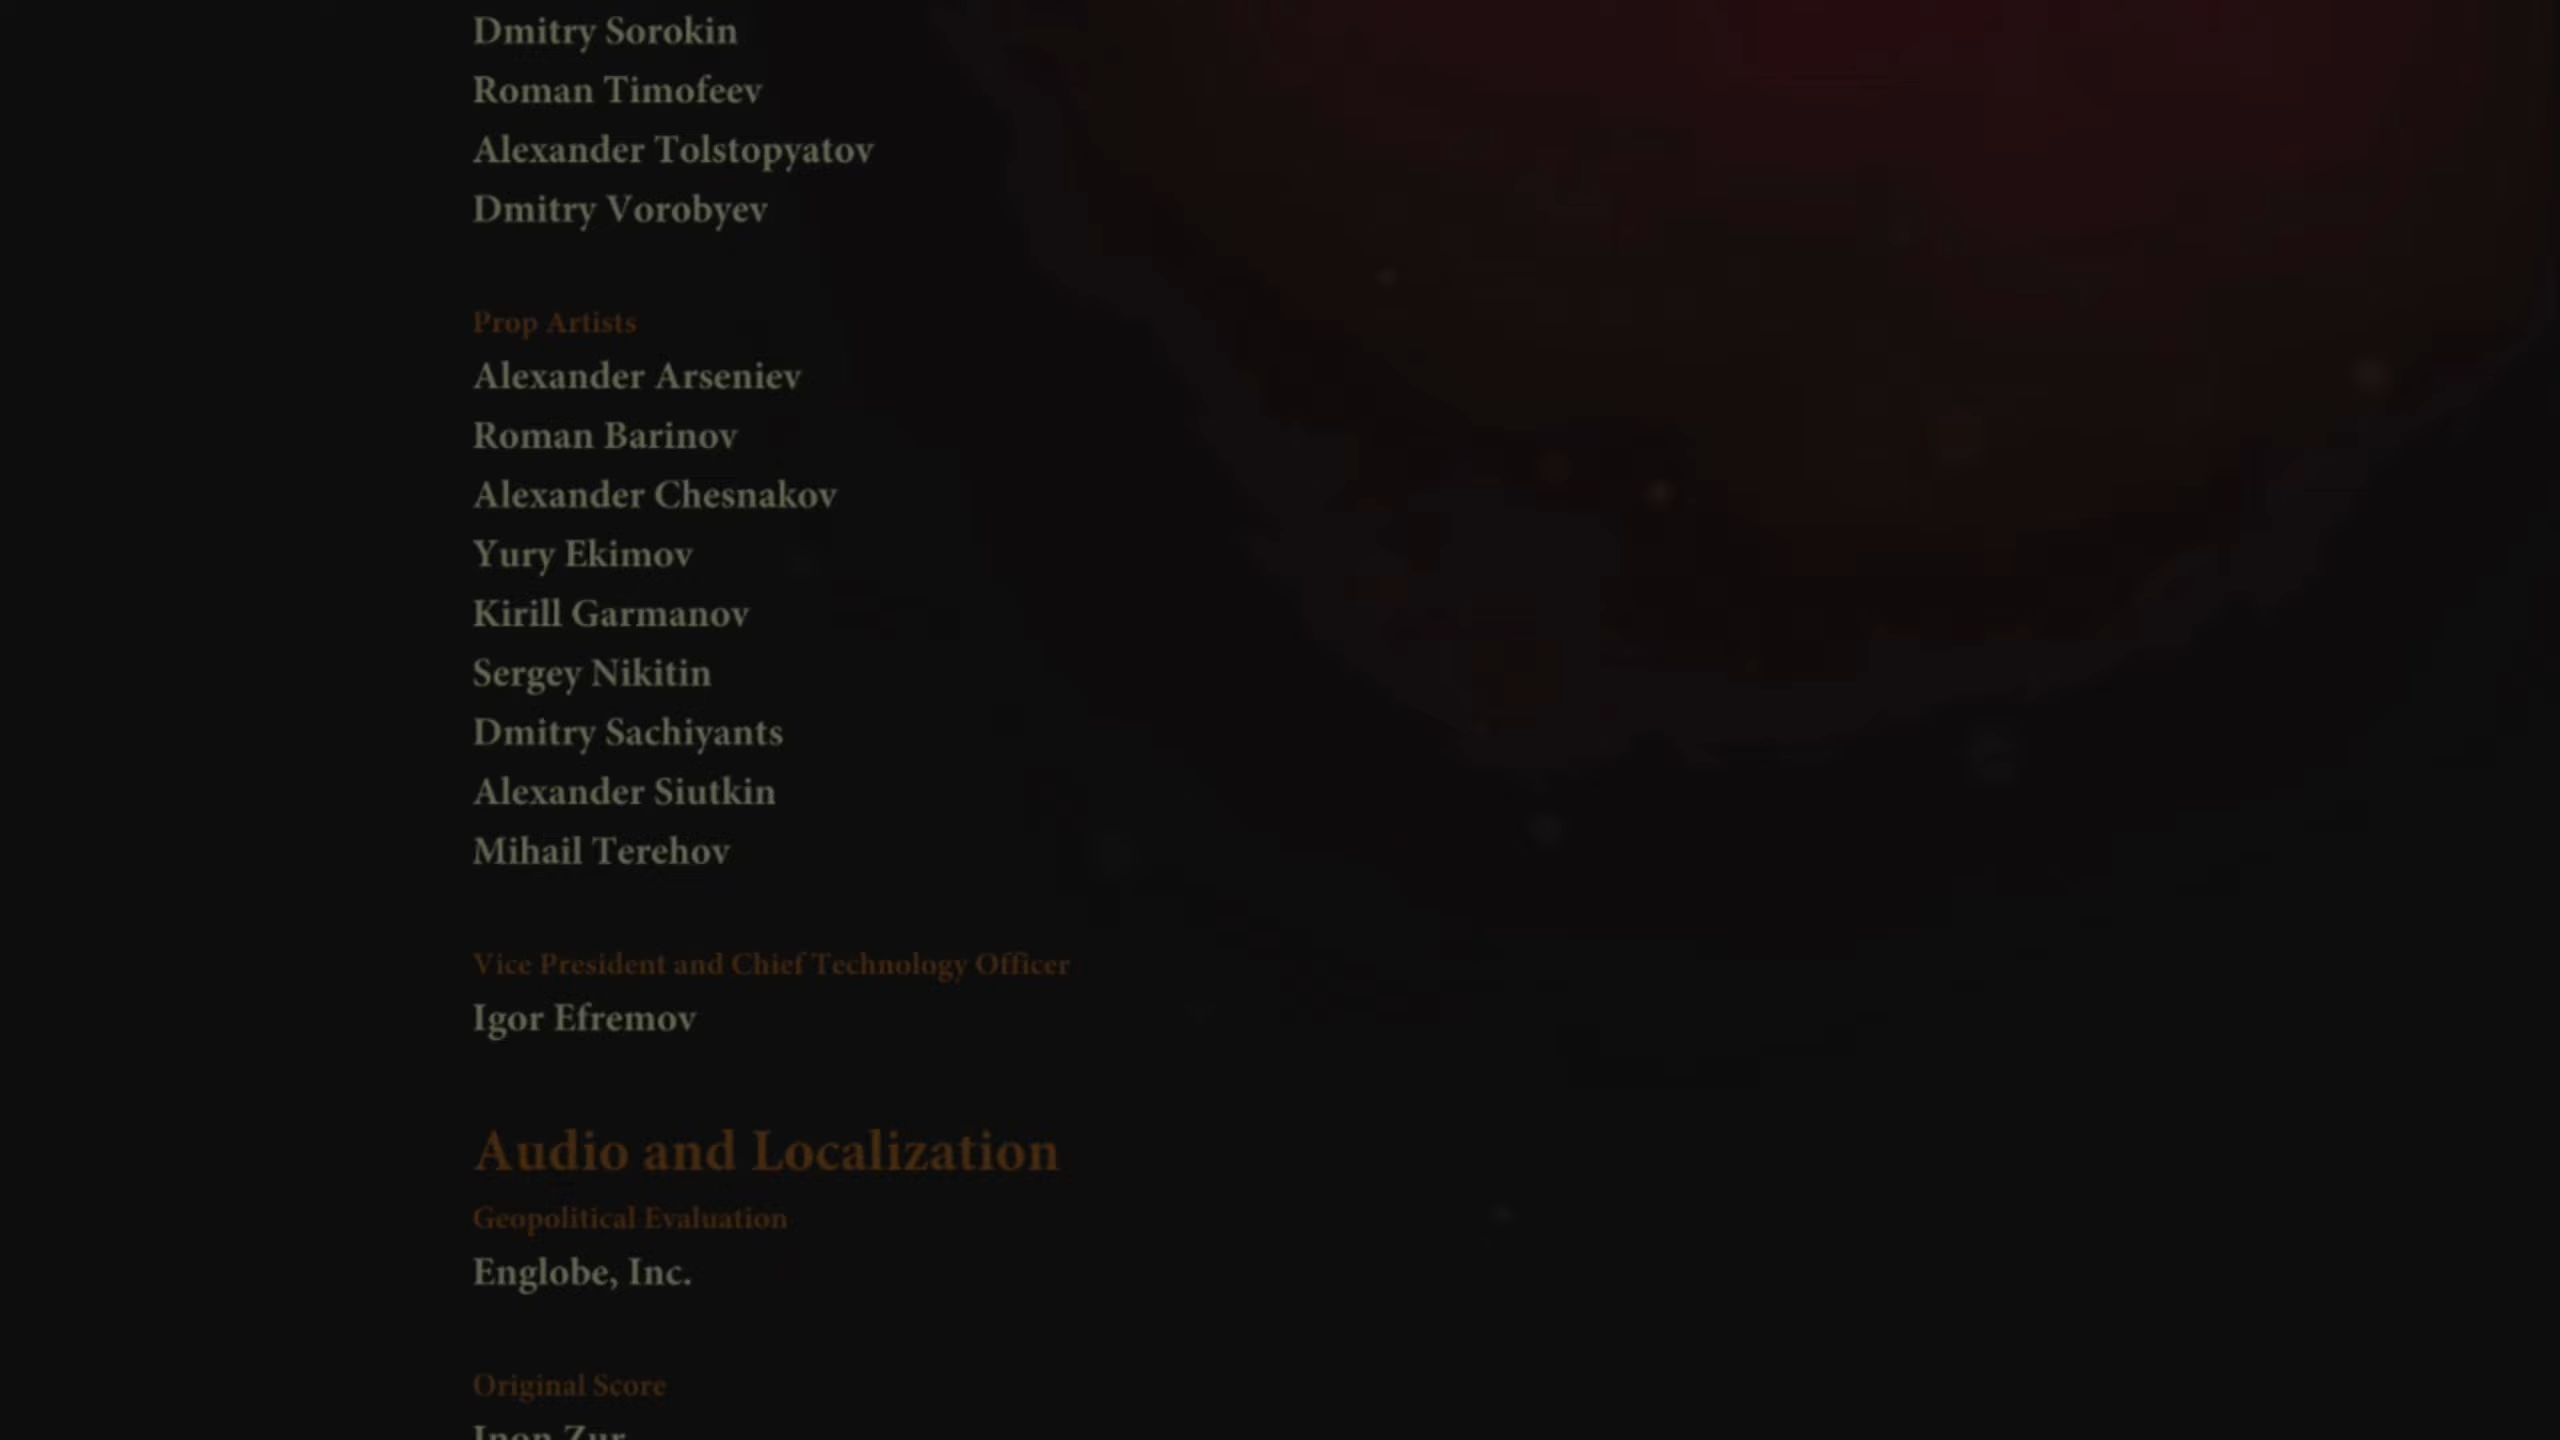 Dmitry Sorokin
Roman Timofeev
Alexander Tolstopyatov
Dmitry Vorobyev
Prop Artists
Alexander Arseniev
Roman Barinov
Alexander Chesnakov
Yury Ekimov
Kirill Garmanov
Sergey Nikitin
Dmitry Sachiyants
Alexander Siutkin
Mihail Terehov
Vice President and Chief Technology Officer
Igor Efremov
Audio and Localization
Geopolitical Evaluation
Englobe, Inc.
Original Score
Inon Zur